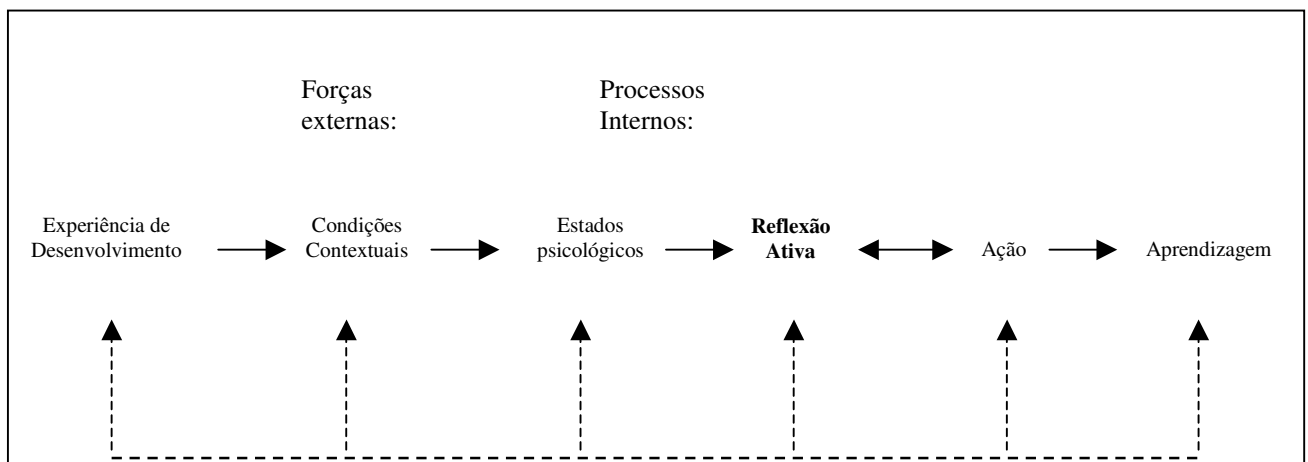 Forças
externas:
Processos
Internos:
Experiência de
Desenvolvimento
Condições
Contextuais
Estados
psicológicos
Reflexão
Ativa
Ação
Aprendizagem